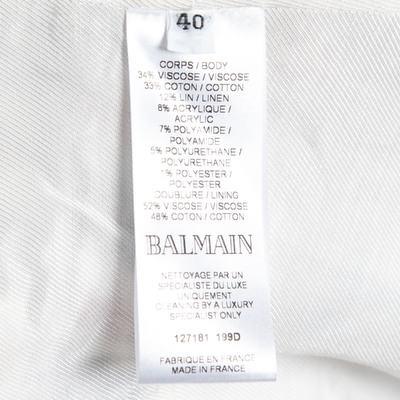 40
CORPS / BODY
34% VISCOSE / VISCOSE
33% COTON / COTTON
12% LIN / LINEN
8% ACRYLIQUE /
ACRYLIC
7% POLYAMIDE /
POLYAMIDE
5% POLYURETHANE /
POLYURETHANE
1% POLYESTER /
POLYESTER
DOUBLURE / LINING
52% VISCOSE / VISCOSE
48% COTON / COTTON
BALMAIN
NETTOYAGE PAR UN
SPECIALISTE DU LUXE
UNIQUEMENT
CLEANING BY A LUXURY
SPECIALIST ONLY
127181 199D
FABRIQUE EN FRANCE
MADE IN FRANCE